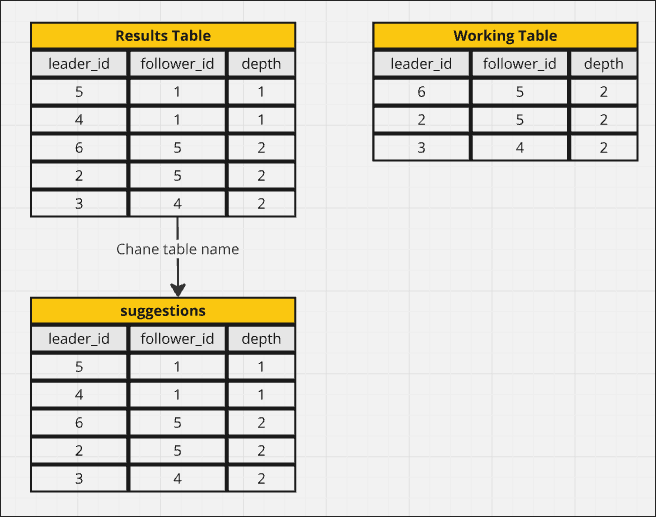 Results Table
leader_id follower_id depth
5 1 1
4 1 1
6 5 2
2 5 2
3 4 2
Working Table
leader_id follower_id depth
6 5 2
2 5 2
3 4 2
Chane table name
suggestions
leader_id follower_id depth
5 1 1
4 1 1
6 5 2
2 5 2
3 4 2